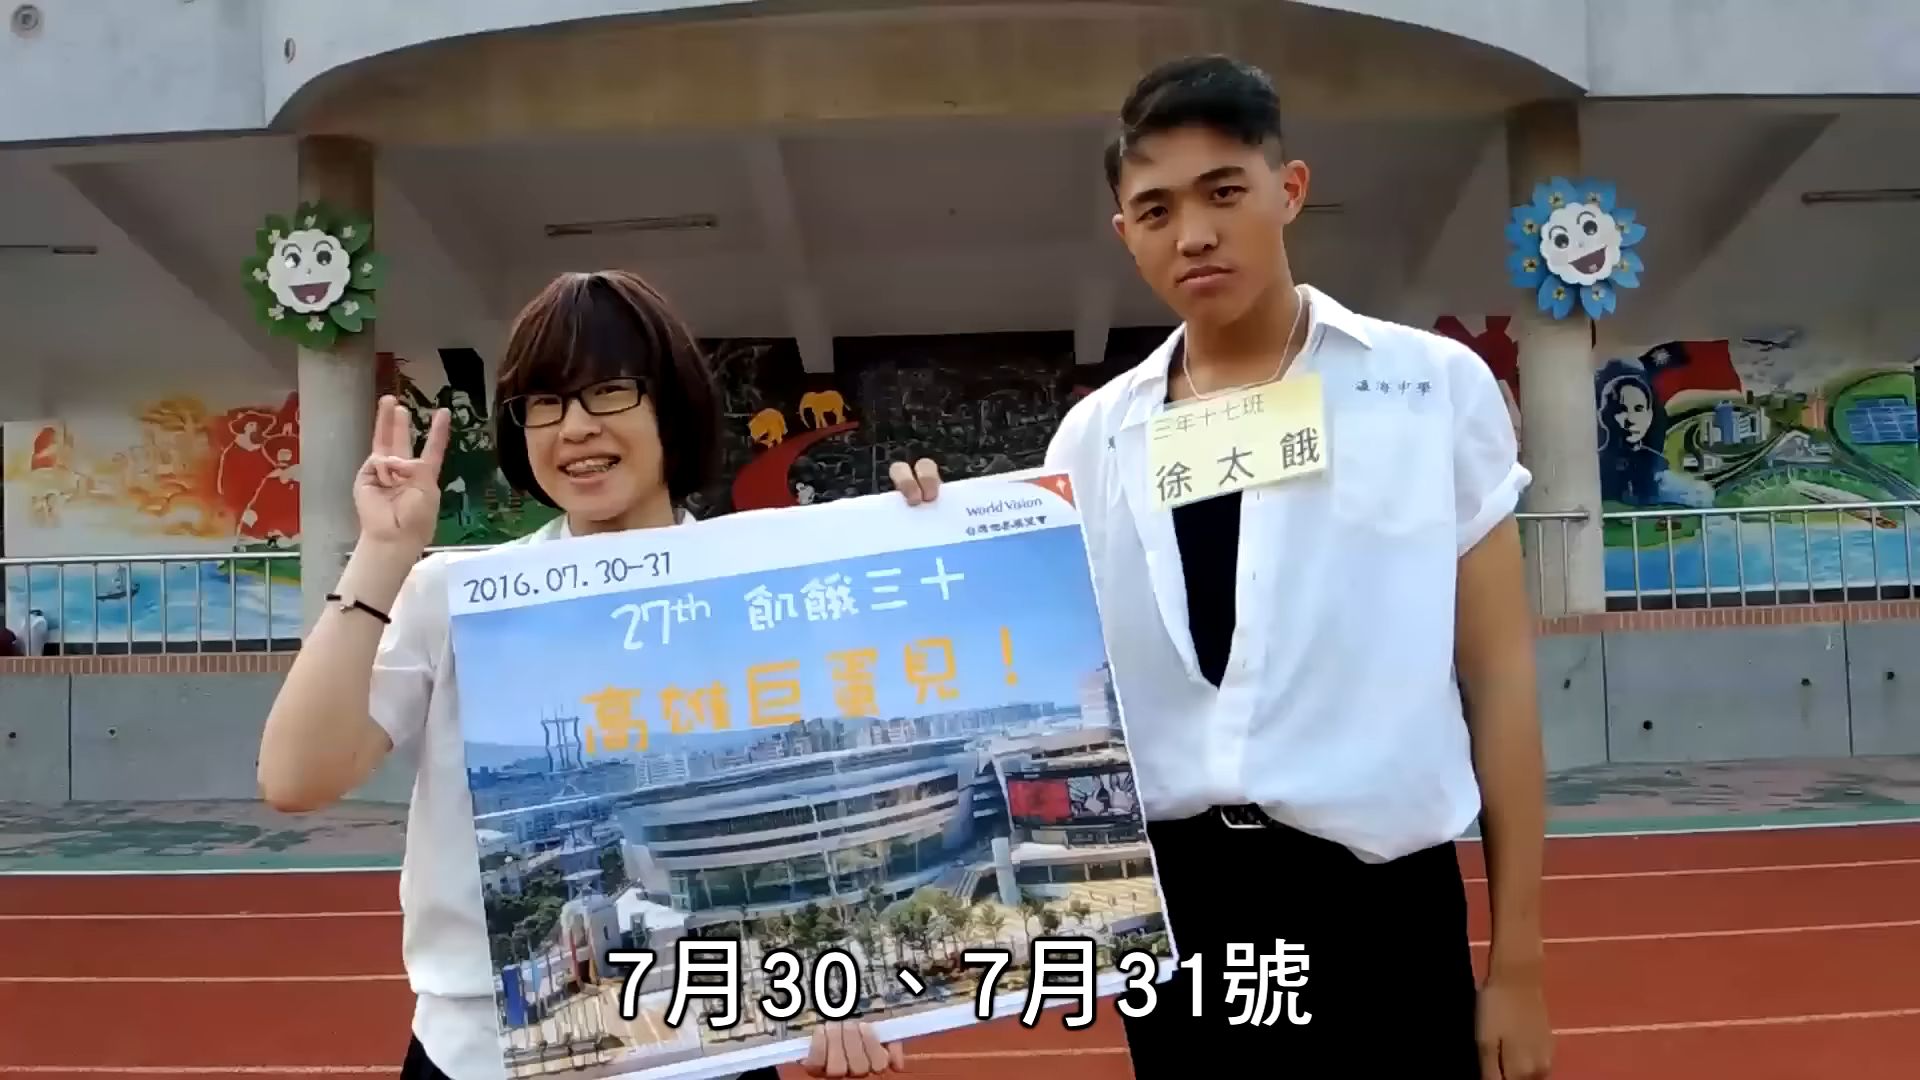 瀛海中學
三年十七班
徐太餓
World Vision
台灣世界展望會
2016.07.30-31
27th 飢餓三十
高雄巨蛋見！
7月30、7月31號